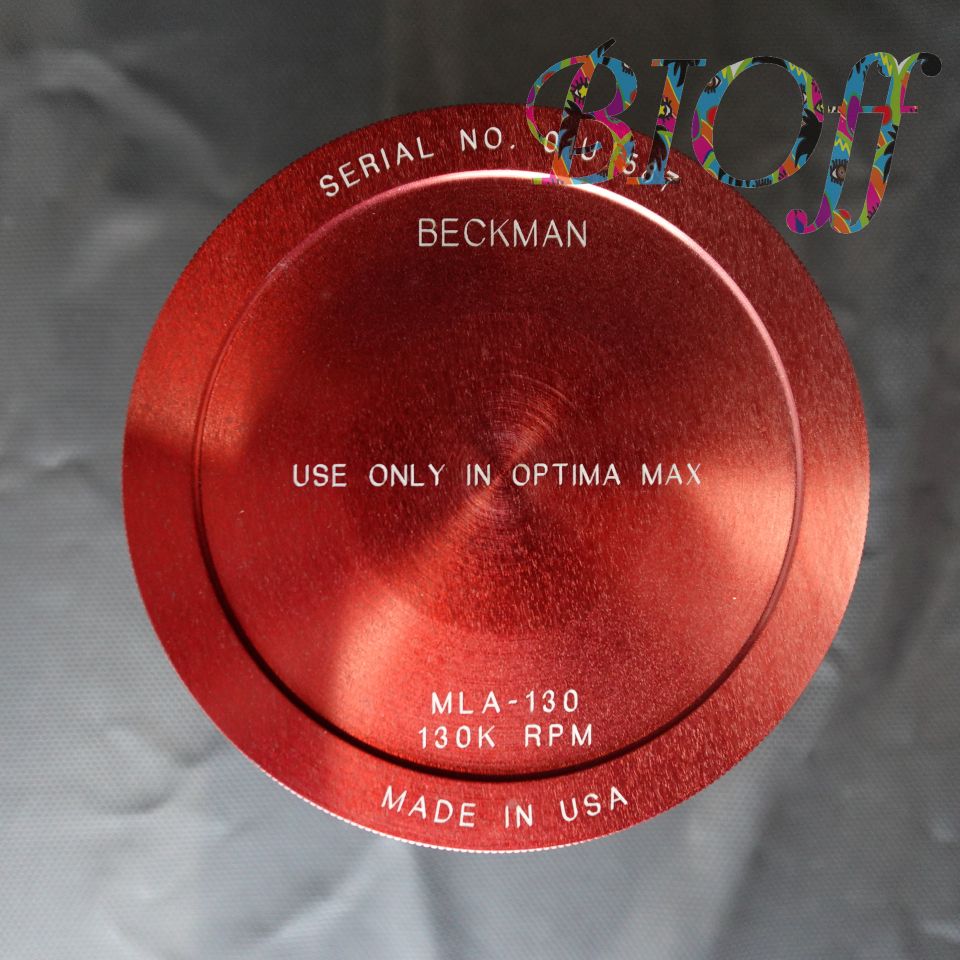 BIOff
SERIAL NO.
BECKMAN
USE ONLY IN OPTIMA MAX
MLA-130
130K RPM
MADE IN USA